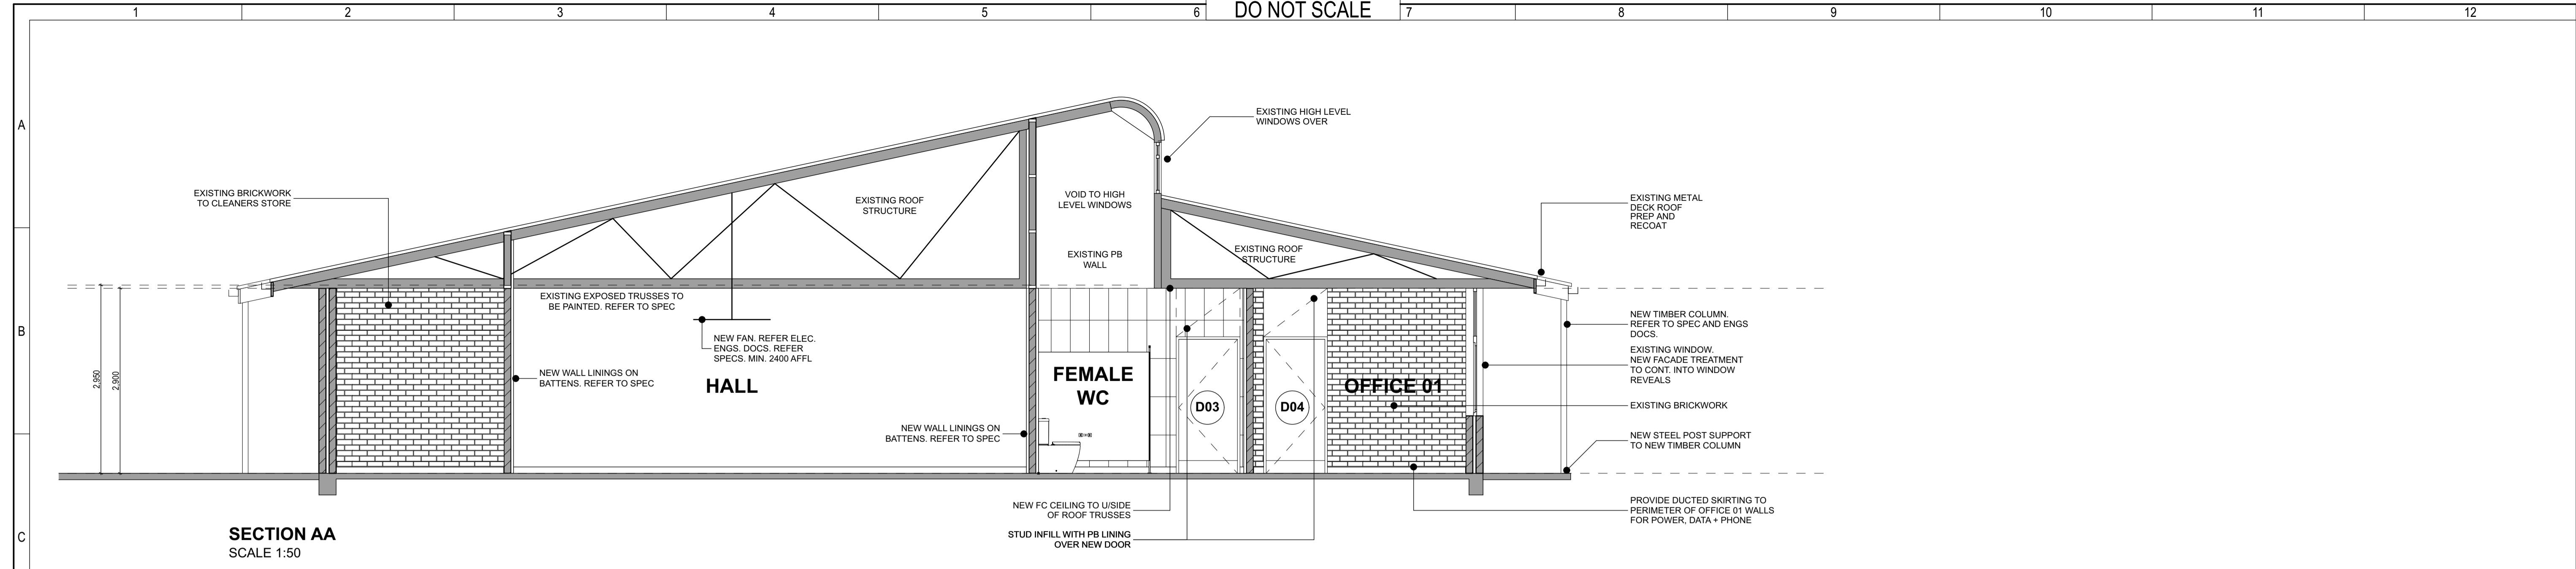 DO NOT SCALE
1
2
3
4
5
6
7
8
9
10
11
12
A
B
C
EXISTING BRICKWORK
TO CLEANERS STORE
EXISTING HIGH LEVEL
WINDOWS OVER
VOID TO HIGH
LEVEL WINDOWS
EXISTING ROOF
STRUCTURE
EXISTING PB
WALL
EXISTING ROOF
STRUCTURE
EXISTING METAL
DECK ROOF
PREP AND
RECOAT
EXISTING EXPOSED TRUSSES TO
BE PAINTED. REFER TO SPEC
NEW FAN. REFER ELEC.
ENGS. DOCS. REFER
SPECS. MIN. 2400 AFFL
NEW TIMBER COLUMN.
REFER TO SPEC AND ENGS
DOCS.
EXISTING WINDOW.
NEW FACADE TREATMENT
TO CONT. INTO WINDOW
REVEALS
2,950
2,900
NEW WALL LININGS ON
BATTENS. REFER TO SPEC
HALL
FEMALE
WC
D03
D04
OFFICE 01
EXISTING BRICKWORK
NEW WALL LININGS ON
BATTENS. REFER TO SPEC
NEW STEEL POST SUPPORT
TO NEW TIMBER COLUMN
NEW FC CEILING TO U/SIDE
OF ROOF TRUSSES
STUD INFILL WITH PB LINING
OVER NEW DOOR
PROVIDE DUCTED SKIRTING TO
PERIMETER OF OFFICE 01 WALLS
FOR POWER, DATA + PHONE
SECTION AA
SCALE 1:50